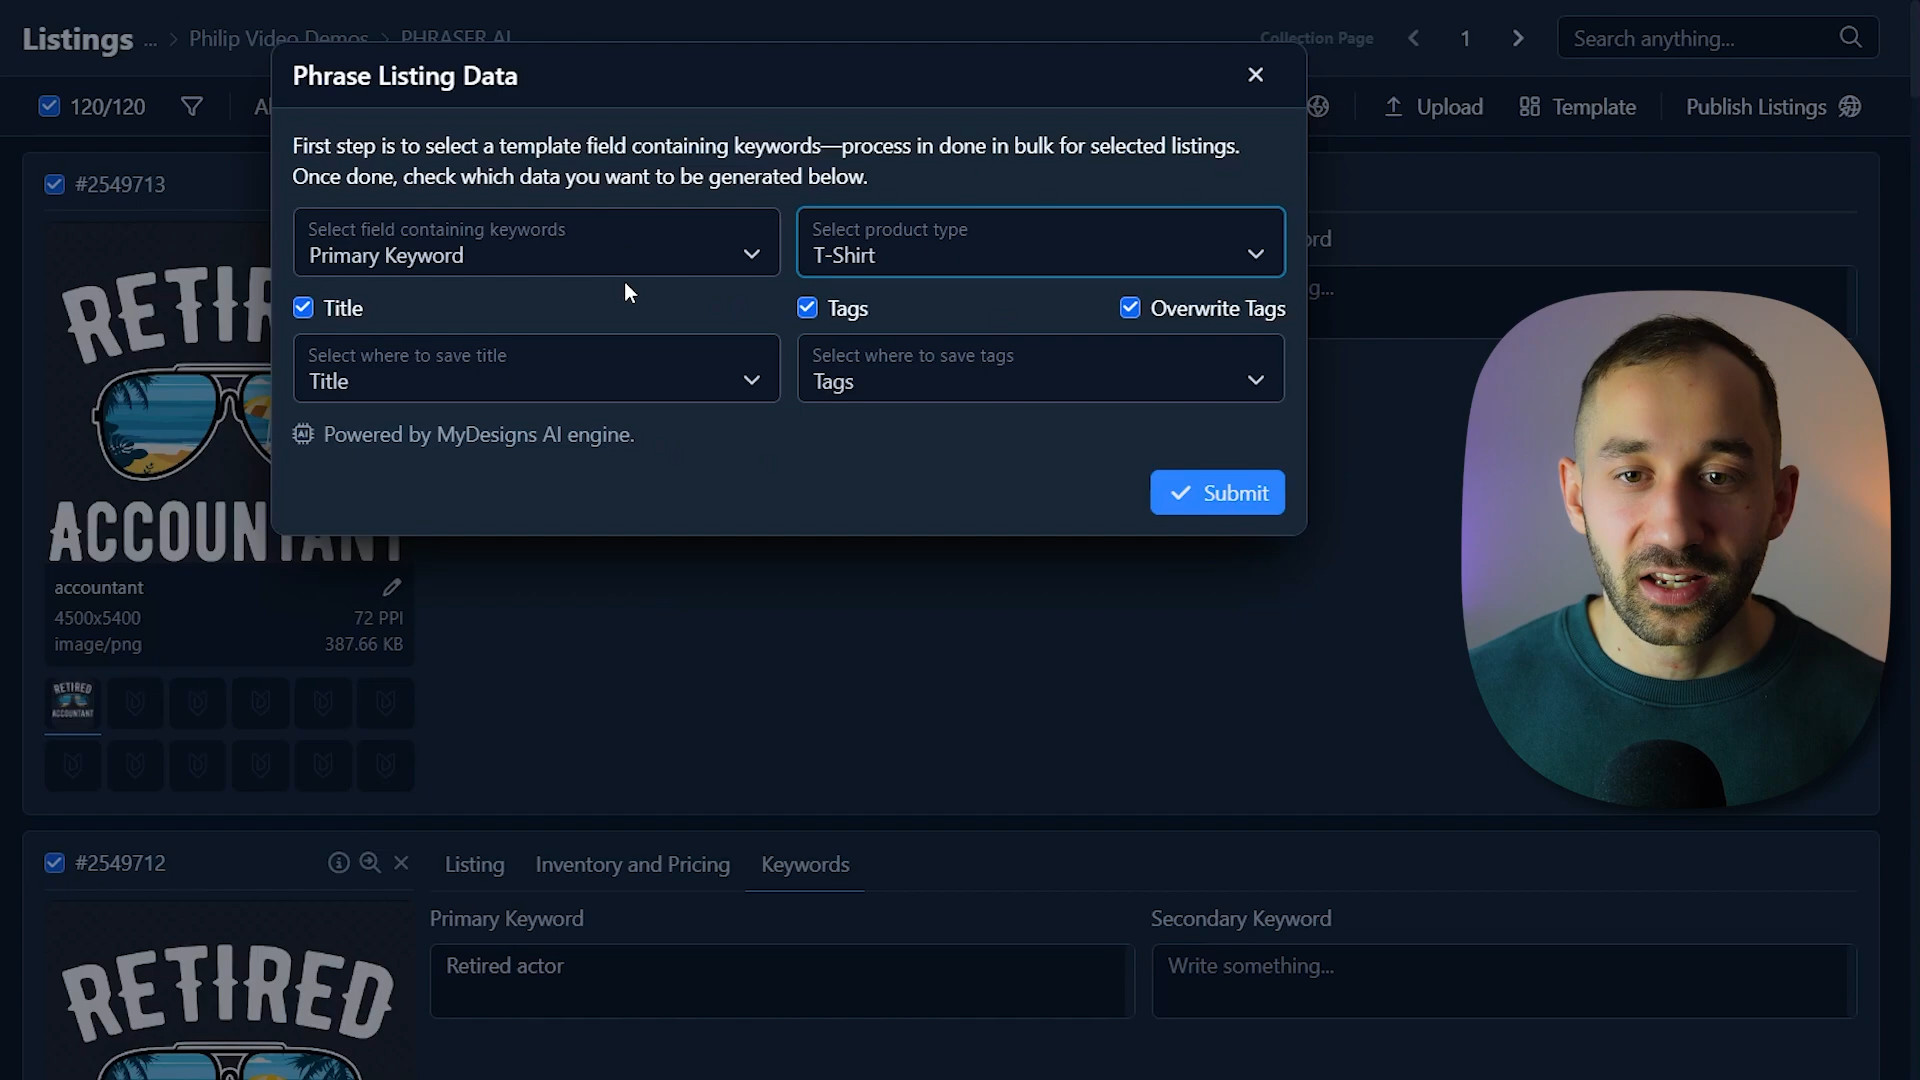 Listings ... > Philip Video Demos > PHRASER AI
Collection Page
1
Search anything...
120/120
Upload
Template
Publish Listings
Phrase Listing Data
First step is to select a template field containing keywords—process in done in bulk for selected listings.
Once done, check which data you want to be generated below.
Select field containing keywords
Primary Keyword
Select product type
T-Shirt
Title
Tags
Overwrite Tags
Select where to save title
Title
Select where to save tags
Tags
AI Powered by MyDesigns AI engine.
Submit
#2549713
RETIRED
ACCOUNTANT
accountant
4500x5400
72 PPI
image/png
387.66 KB
RETIRED
ACCOUNTANT
#2549712
Listing
Inventory and Pricing
Keywords
Primary Keyword
Secondary Keyword
Retired actor
Write something...
RETIRED